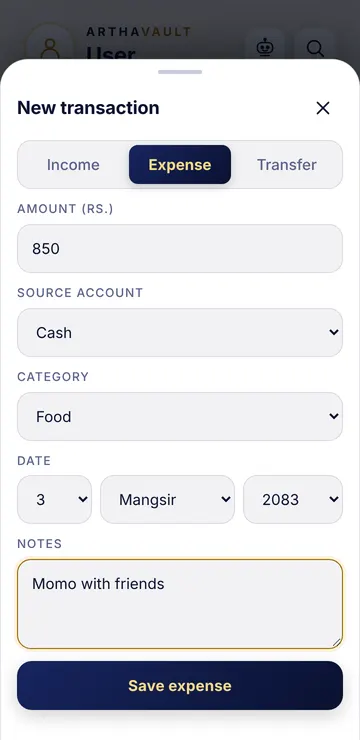 ARTHAVAULT
User
New transaction
Income Expense Transfer
AMOUNT (RS.)
850
SOURCE ACCOUNT
Cash
CATEGORY
Food
DATE
3 Mangsir 2083
NOTES
Momo with friends
Save expense